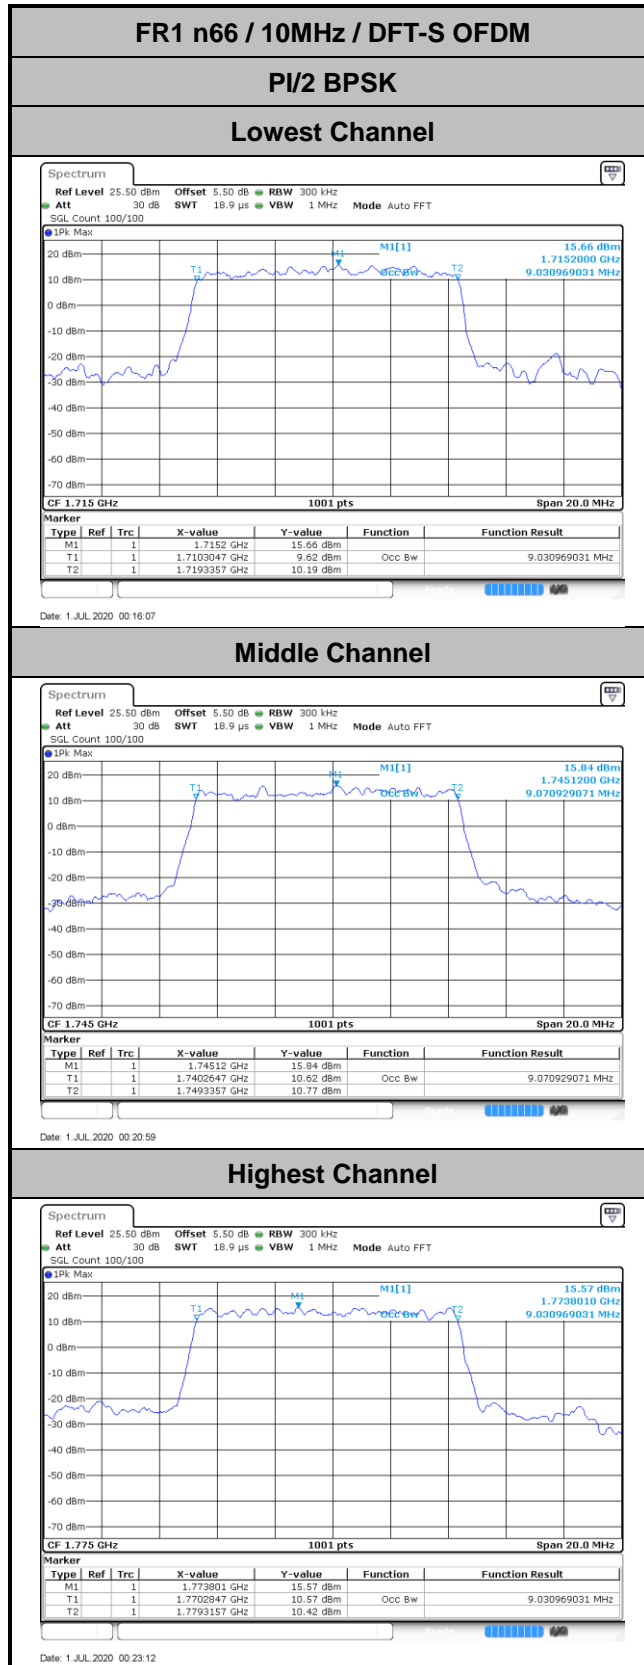 FR1 n66 / 10MHz / DFT-S OFDM
PI/2 BPSK
Lowest Channel
Spectrum
Ref Level 25.50 dBm Offset 5.50 dB RBW 300 kHz
Att 30 dB SWT 18.9 µs VBW 1 MHz Mode Auto FFT
SGL Count 100/100
1Pk Max
M1[1] 15.66 dBm
1.7152000 GHz
Occ Bw 9.030969031 MHz
T1
M1
T2
20 dBm
10 dBm
0 dBm
-10 dBm
-20 dBm
-30 dBm
-40 dBm
-50 dBm
-60 dBm
-70 dBm
CF 1.715 GHz 1001 pts Span 20.0 MHz
Marker
Type Ref Trc X-value Y-value Function Function Result
M1 1 1.7152 GHz 15.66 dBm
T1 1 1.7103047 GHz 9.62 dBm Occ Bw 9.030969031 MHz
T2 1 1.7193357 GHz 10.19 dBm
Date: 1.JUL.2020 00:16:07
Middle Channel
Spectrum
Ref Level 25.50 dBm Offset 5.50 dB RBW 300 kHz
Att 30 dB SWT 18.9 µs VBW 1 MHz Mode Auto FFT
SGL Count 100/100
1Pk Max
M1[1] 15.84 dBm
1.7451200 GHz
Occ Bw 9.070929071 MHz
T1
M1
T2
20 dBm
10 dBm
0 dBm
-10 dBm
-20 dBm
-30 dBm
-40 dBm
-50 dBm
-60 dBm
-70 dBm
CF 1.745 GHz 1001 pts Span 20.0 MHz
Marker
Type Ref Trc X-value Y-value Function Function Result
M1 1 1.74512 GHz 15.84 dBm
T1 1 1.7402647 GHz 10.62 dBm Occ Bw 9.070929071 MHz
T2 1 1.7493357 GHz 10.77 dBm
Date: 1.JUL.2020 00:20:59
Highest Channel
Spectrum
Ref Level 25.50 dBm Offset 5.50 dB RBW 300 kHz
Att 30 dB SWT 18.9 µs VBW 1 MHz Mode Auto FFT
SGL Count 100/100
1Pk Max
M1[1] 15.57 dBm
1.7738010 GHz
Occ Bw 9.030969031 MHz
T1
M1
T2
20 dBm
10 dBm
0 dBm
-10 dBm
-20 dBm
-30 dBm
-40 dBm
-50 dBm
-60 dBm
-70 dBm
CF 1.775 GHz 1001 pts Span 20.0 MHz
Marker
Type Ref Trc X-value Y-value Function Function Result
M1 1 1.773801 GHz 15.57 dBm
T1 1 1.7702847 GHz 10.57 dBm Occ Bw 9.030969031 MHz
T2 1 1.7793157 GHz 10.42 dBm
Date: 1.JUL.2020 00:23:12